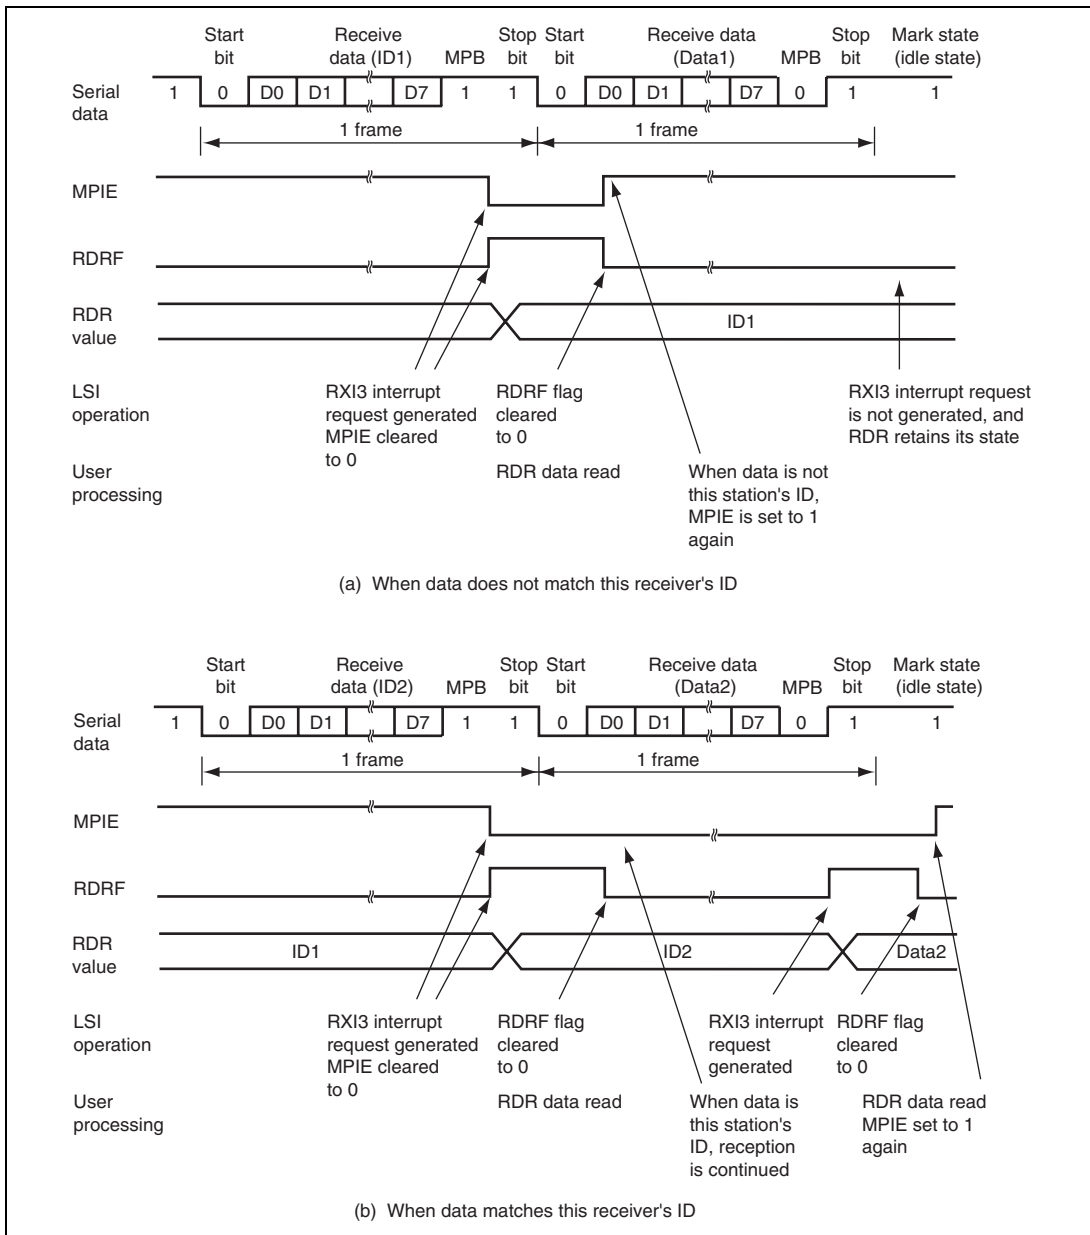 Start bit
Receive data (ID1)
MPB
Stop bit
Start bit
Receive data (Data1)
MPB
Stop bit
Mark state (idle state)
Serial data
1 0 D0 D1 D7 1 1 0 D0 D1 D7 0 1 1
1 frame
1 frame
MPIE
RDRF
RDR value
ID1
LSI operation
RXI3 interrupt request generated MPIE cleared to 0
RDRF flag cleared to 0
RXI3 interrupt request is not generated, and RDR retains its state
User processing
RDR data read
When data is not this station's ID, MPIE is set to 1 again
(a) When data does not match this receiver's ID
Start bit
Receive data (ID2)
MPB
Stop bit
Start bit
Receive data (Data2)
MPB
Stop bit
Mark state (idle state)
Serial data
1 0 D0 D1 D7 1 1 0 D0 D1 D7 0 1 1
1 frame
1 frame
MPIE
RDRF
RDR value
ID1
ID2
Data2
LSI operation
RXI3 interrupt request generated MPIE cleared to 0
RDRF flag cleared to 0
RXI3 interrupt request generated
RDRF flag cleared to 0
User processing
RDR data read
When data is this station's ID, reception is continued
RDR data read MPIE set to 1 again
(b) When data matches this receiver's ID